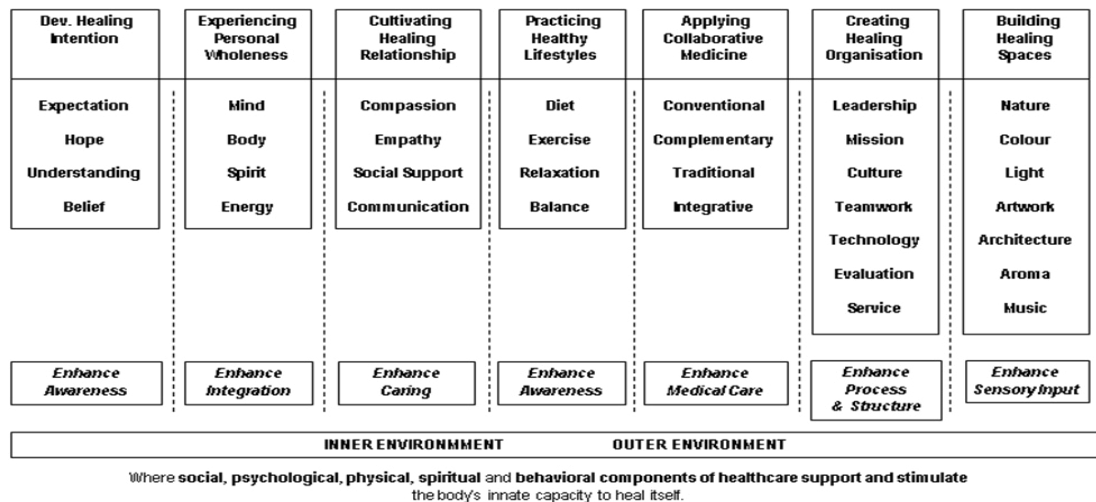 Dev. Healing
Intention
Experiencing
Personal
Wholeness
Cultivating
Healing
Relationship
Practicing
Healthy
Lifestyles
Applying
Collaborative
Medicine
Creating
Healing
Organisation
Building
Healing
Spaces
Expectation
Hope
Understanding
Belief
Mind
Body
Spirit
Energy
Compassion
Empathy
Social Support
Communication
Diet
Exercise
Relaxation
Balance
Conventional
Complementary
Traditional
Integrative
Leadership
Mission
Culture
Teamwork
Technology
Evaluation
Service
Nature
Colour
Light
Artwork
Architecture
Aroma
Music
Enhance
Awareness
Enhance
Integration
Enhance
Caring
Enhance
Awareness
Enhance
Medical Care
Enhance
Process
& Structure
Enhance
Sensory Input
INNER ENVIRONMMENT OUTER ENVIRONMENT
Where social, psychological, physical, spiritual and behavioral components of healthcare support and stimulate
the body's innate capacity to heal itself.